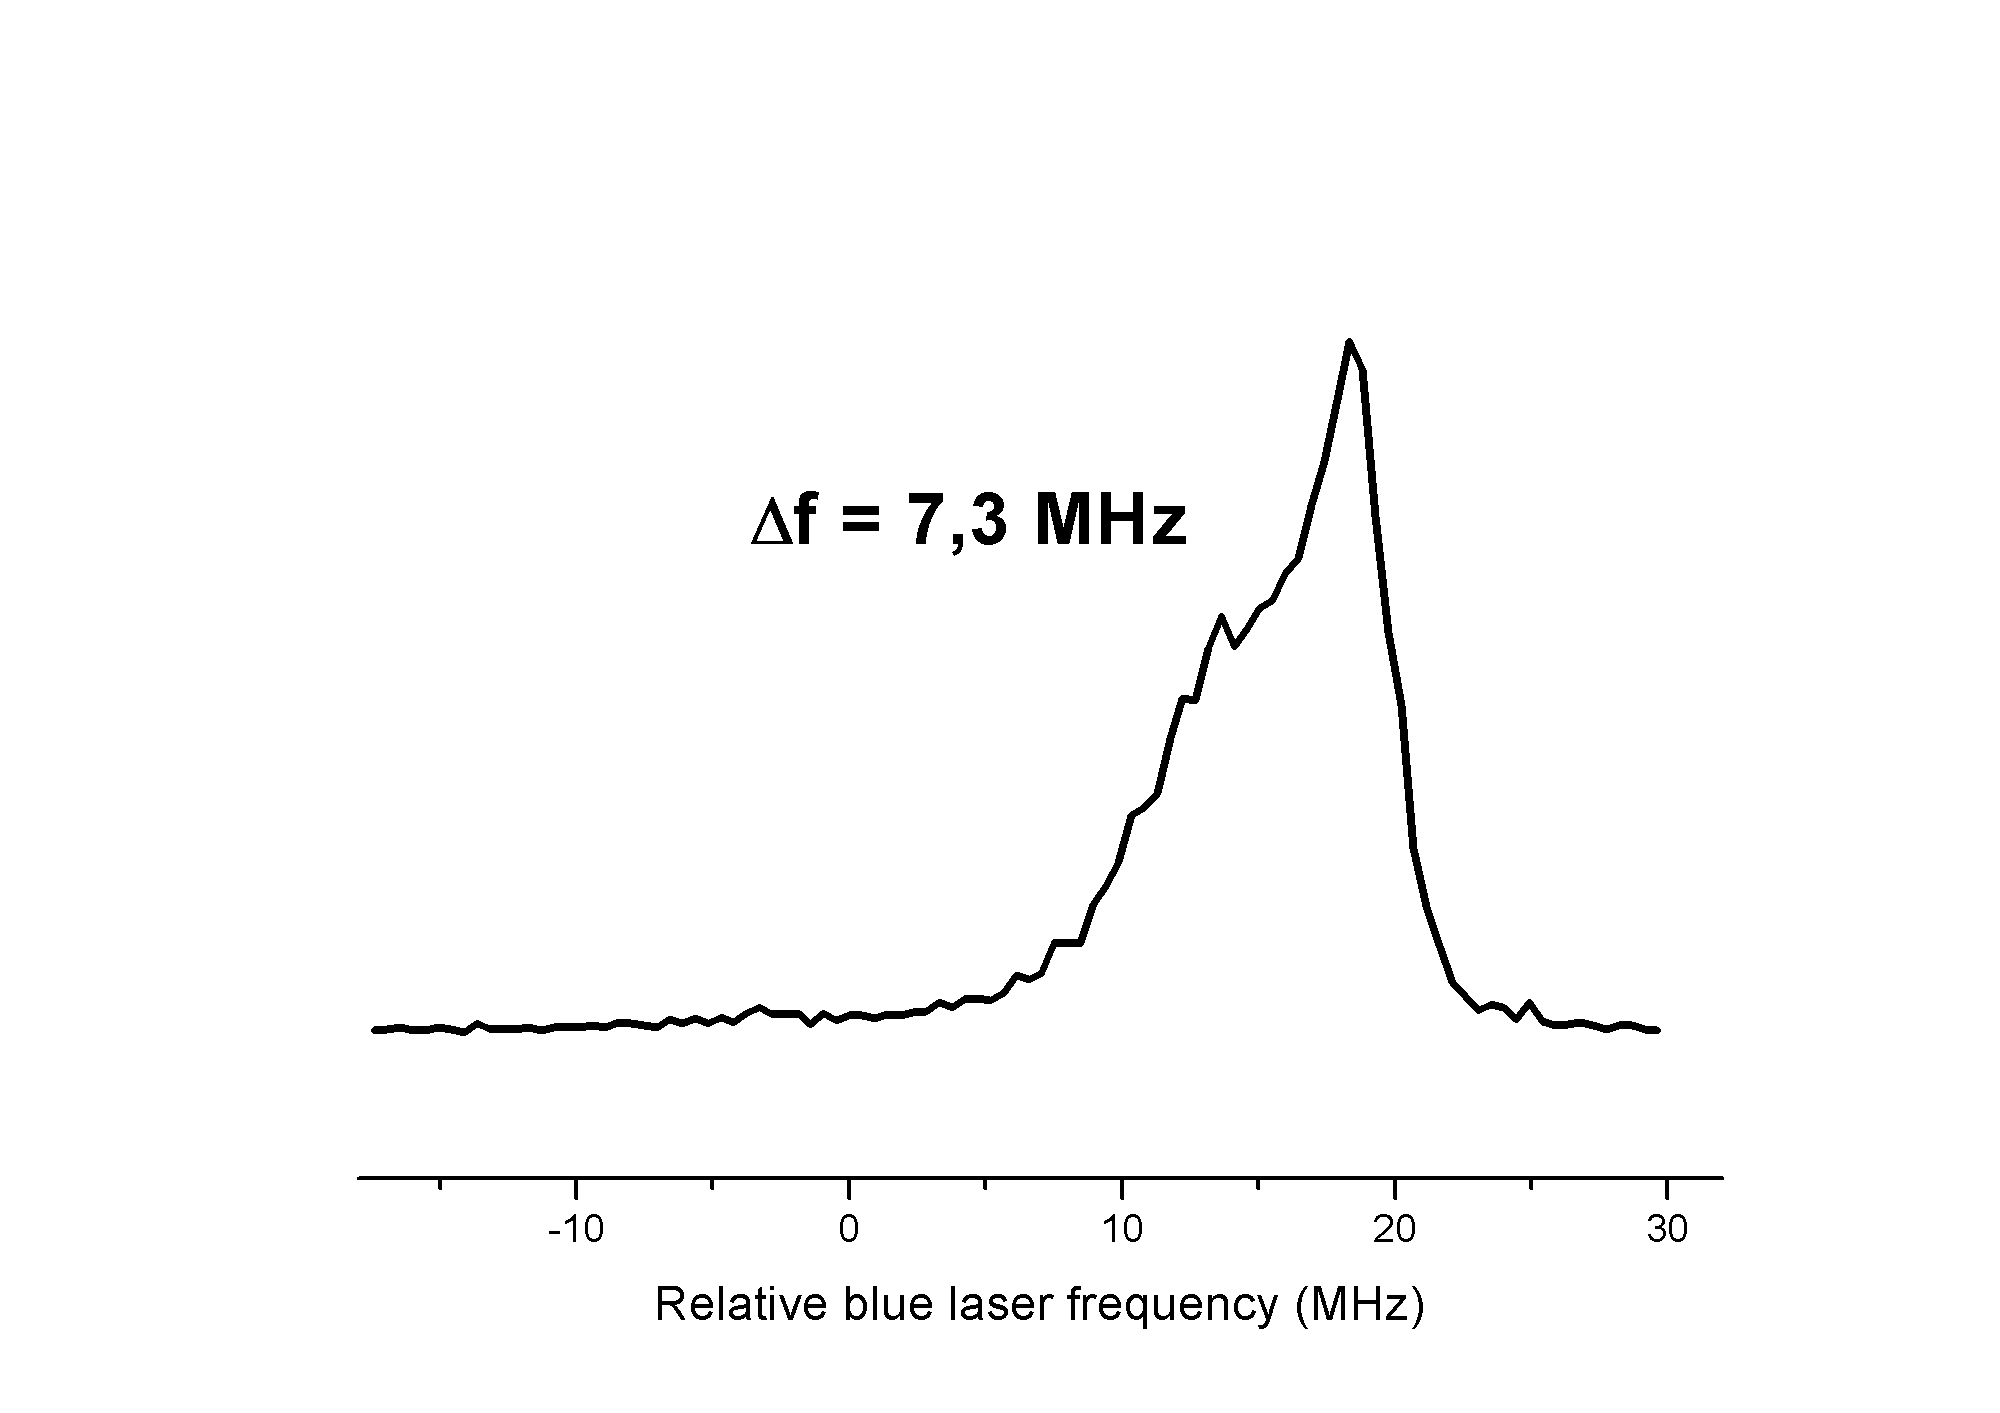 Δf = 7,3 MHz
-10 0 10 20 30
Relative blue laser frequency (MHz)